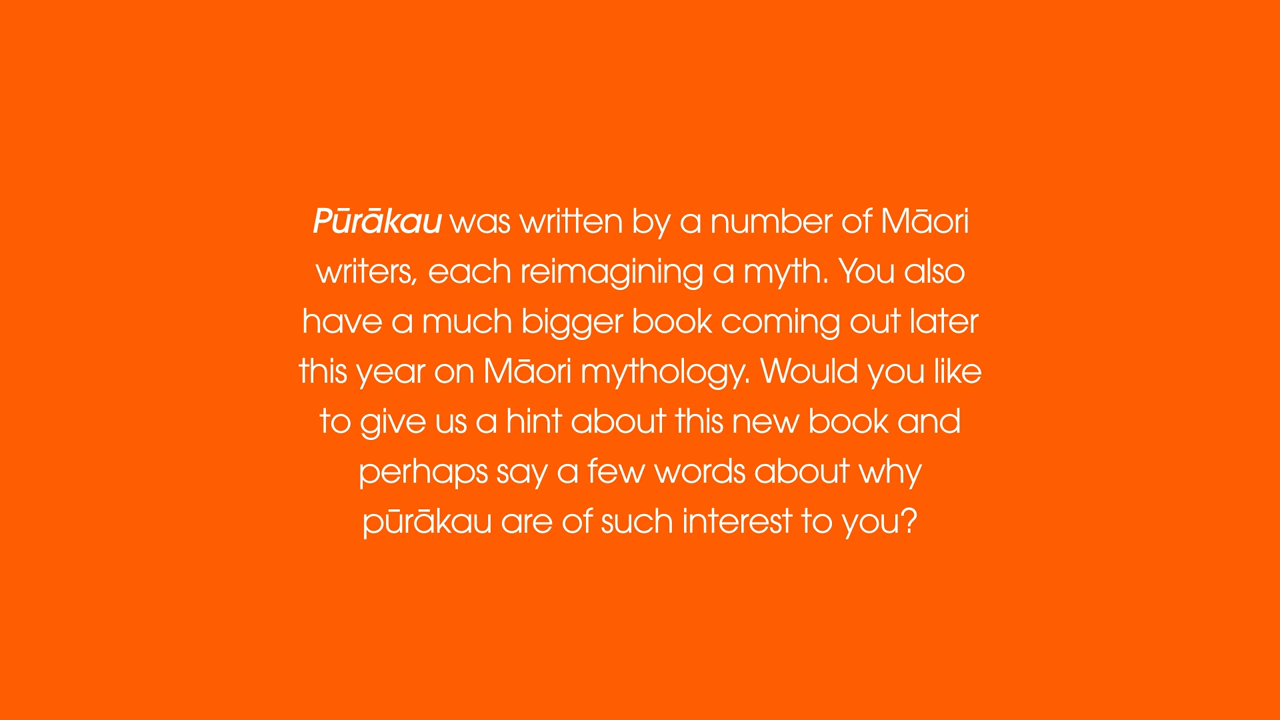 Pūrākau was written by a number of Māori
writers, each reimagining a myth. You also
have a much bigger book coming out later
this year on Māori mythology. Would you like
to give us a hint about this new book and
perhaps say a few words about why
pūrākau are of such interest to you?